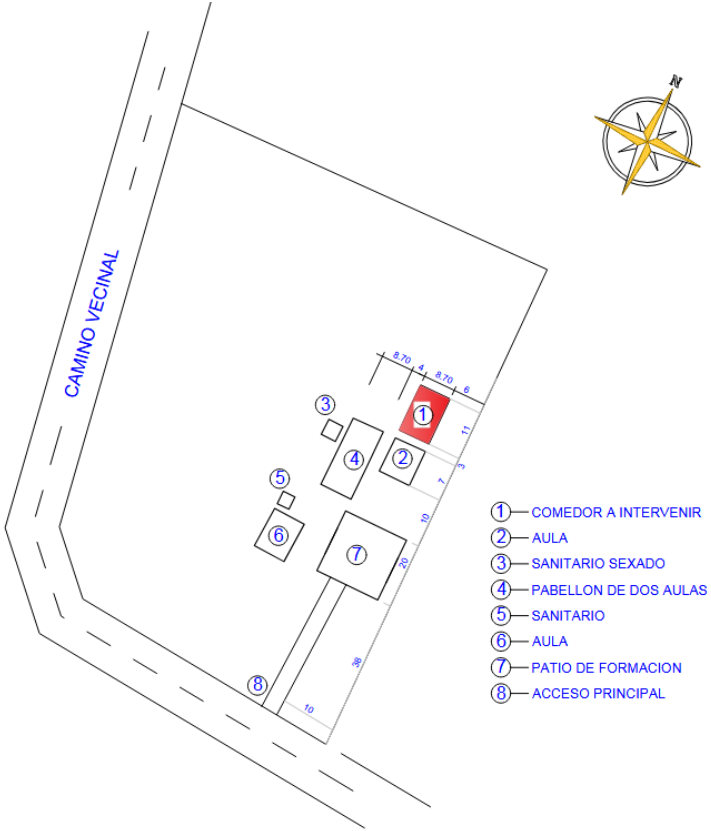 N
CAMINO VECINAL
8.70
4
8.70
6
1
11
3
3
2
4
7
5
10
6
7
20
38
8
10
1 COMEDOR A INTERVENIR
2 AULA
3 SANITARIO SEXADO
4 PABELLON DE DOS AULAS
5 SANITARIO
6 AULA
7 PATIO DE FORMACION
8 ACCESO PRINCIPAL